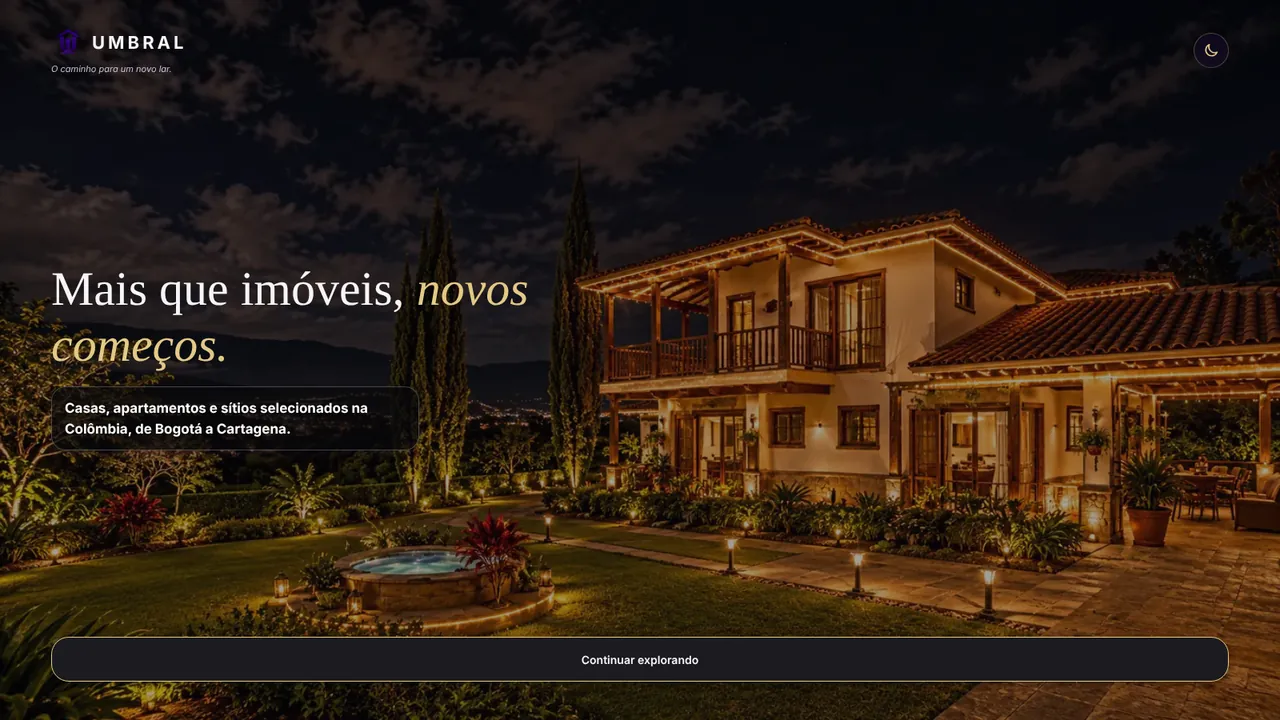 UMBRAL
O caminho para um novo lar.
Mais que imóveis, novos
começos.
Casas, apartamentos e sítios selecionados na
Colômbia, de Bogotá a Cartagena.
Continuar explorando